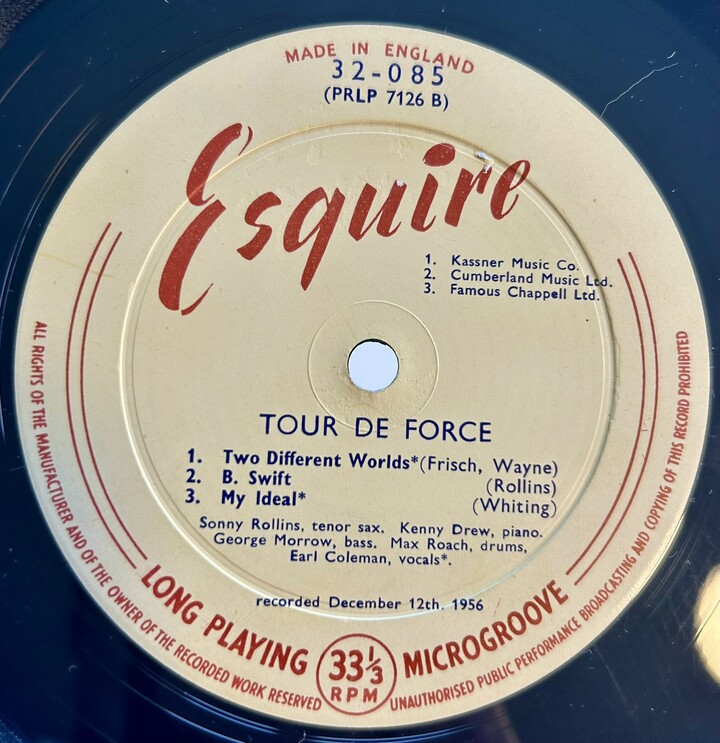 MADE IN ENGLAND
32-085
(PRLP 7126 B)
Esquire
1. Kassner Music Co.
2. Cumberland Music Ltd.
3. Famous Chappell Ltd.
TOUR DE FORCE
1. Two Different Worlds* (Frisch, Wayne)
2. B. Swift (Rollins)
3. My Ideal* (Whiting)
Sonny Rollins, tenor sax. Kenny Drew, piano.
George Morrow, bass. Max Roach, drums,
Earl Coleman, vocals*.
recorded December 12th, 1956
LONG PLAYING 33⅓ RPM MICROGROOVE
ALL RIGHTS OF THE MANUFACTURER AND OF THE OWNER OF THE RECORDED WORK RESERVED
UNAUTHORISED PUBLIC PERFORMANCE BROADCASTING AND COPYING OF THIS RECORD PROHIBITED